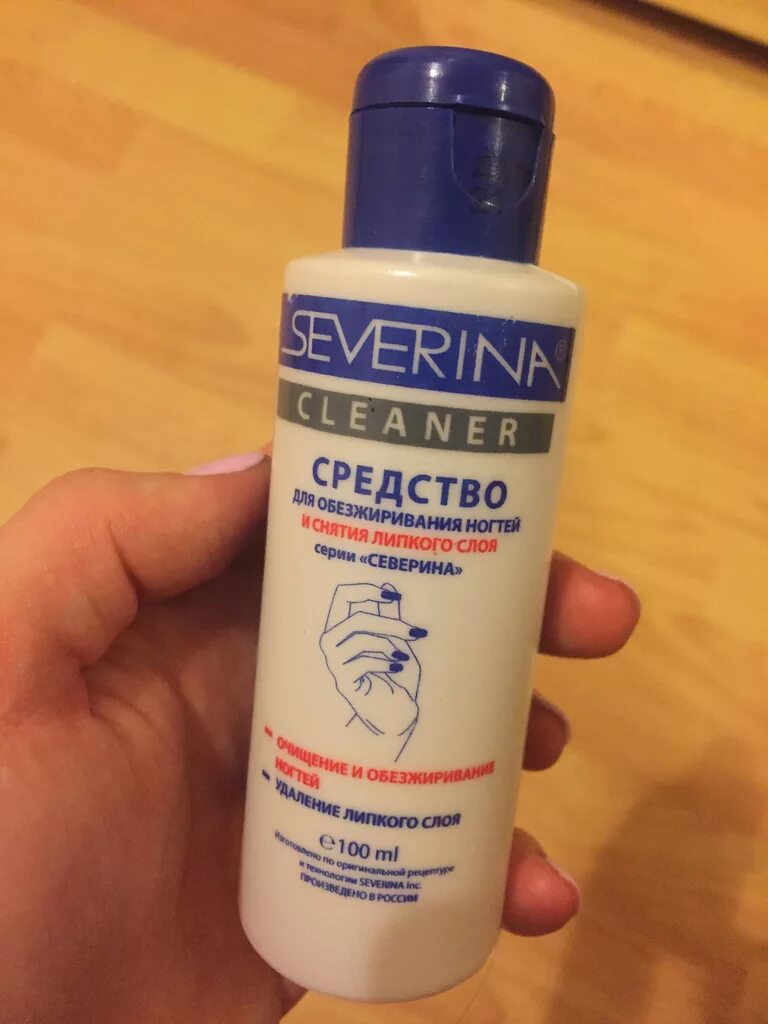 SEVERINA®
CLEANER
СРЕДСТВО
ДЛЯ ОБЕЗЖИРИВАНИЯ НОГТЕЙ
И СНЯТИЯ ЛИПКОГО СЛОЯ
серии «СЕВЕРИНА»
- ОЧИЩЕНИЕ И ОБЕЗЖИРИВАНИЕ
НОГТЕЙ
- УДАЛЕНИЕ ЛИПКОГО СЛОЯ
℮100 ml
Изготовлено по оригинальной рецептуре
и технологии SEVERINA Inc.
ПРОИЗВЕДЕНО В РОССИИ